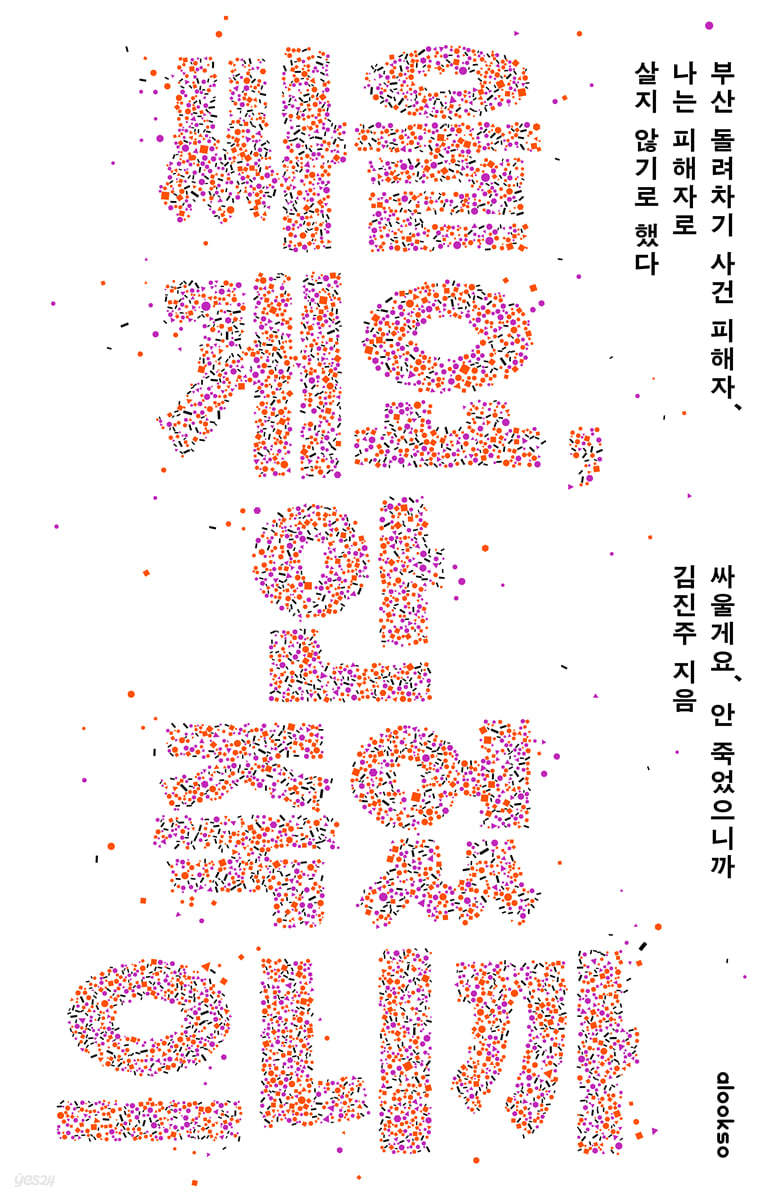 싸울
게요,
안
죽었
으니까
부산 돌려차기 사건 피해자,
나는 피해자로
살지 않기로 했다
싸울게요, 안 죽었으니까
김진주 지음
alookso
yes24